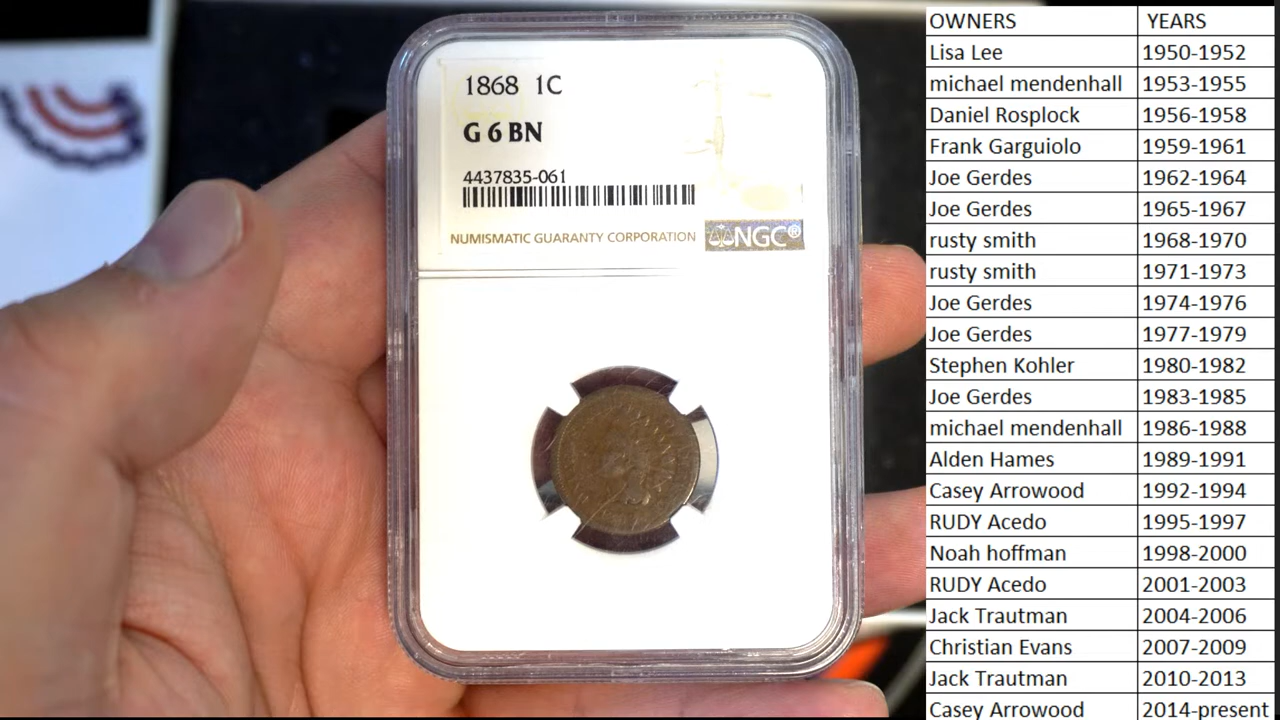 1868 1C
G 6 BN
4437835-061
NUMISMATIC GUARANTY CORPORATION NGC®
OWNERS YEARS
Lisa Lee 1950-1952
michael mendenhall 1953-1955
Daniel Rosplock 1956-1958
Frank Garguiolo 1959-1961
Joe Gerdes 1962-1964
Joe Gerdes 1965-1967
rusty smith 1968-1970
rusty smith 1971-1973
Joe Gerdes 1974-1976
Joe Gerdes 1977-1979
Stephen Kohler 1980-1982
Joe Gerdes 1983-1985
michael mendenhall 1986-1988
Alden Hames 1989-1991
Casey Arrowood 1992-1994
RUDY Acedo 1995-1997
Noah hoffman 1998-2000
RUDY Acedo 2001-2003
Jack Trautman 2004-2006
Christian Evans 2007-2009
Jack Trautman 2010-2013
Casey Arrowood 2014-present